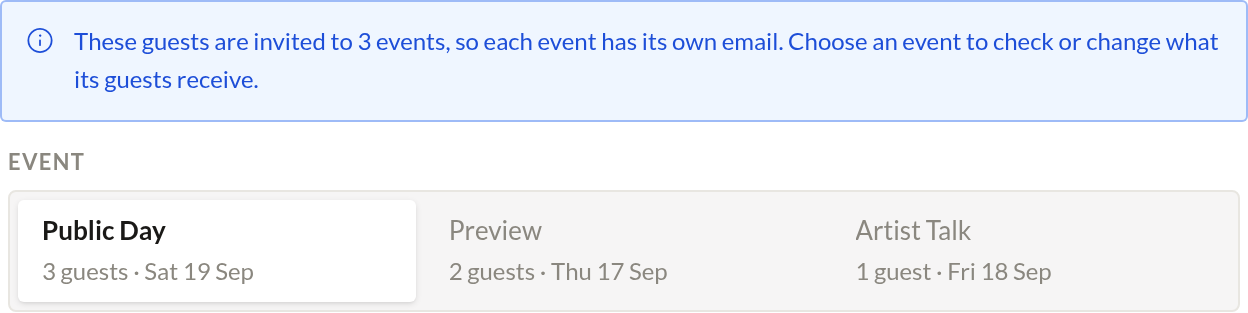 These guests are invited to 3 events, so each event has its own email. Choose an event to check or change what
its guests receive.
EVENT
Public Day
3 guests · Sat 19 Sep
Preview
2 guests · Thu 17 Sep
Artist Talk
1 guest · Fri 18 Sep